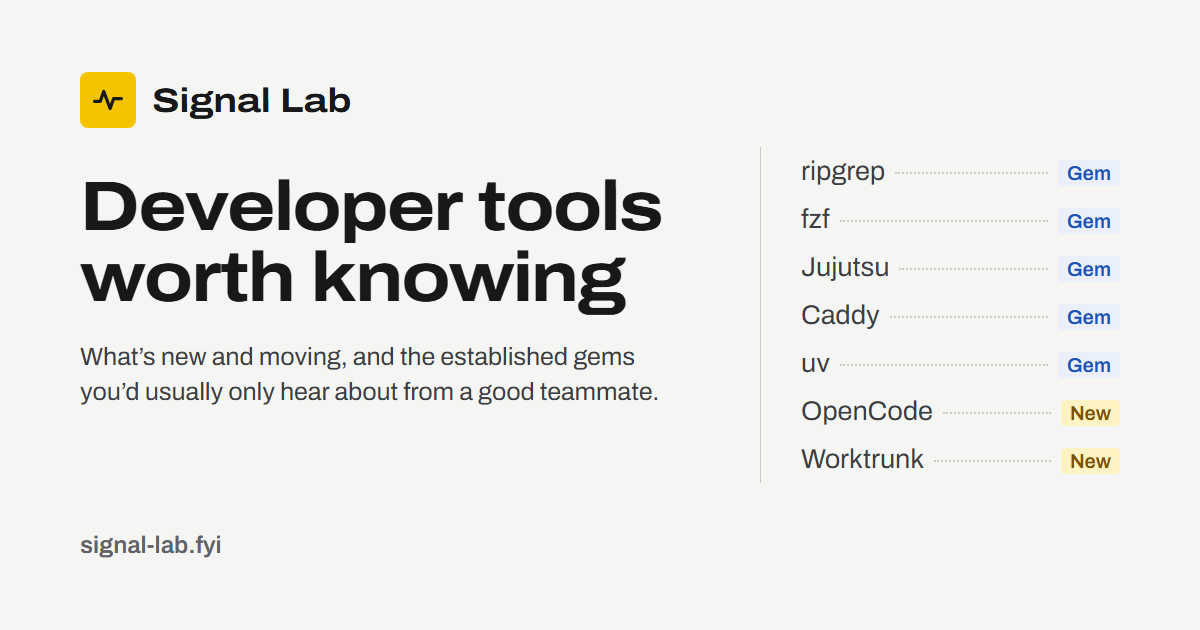 Signal Lab
Developer tools
worth knowing
What’s new and moving, and the established gems
you’d usually only hear about from a good teammate.
signal-lab.fyi
ripgrep Gem
fzf Gem
Jujutsu Gem
Caddy Gem
uv Gem
OpenCode New
Worktrunk New